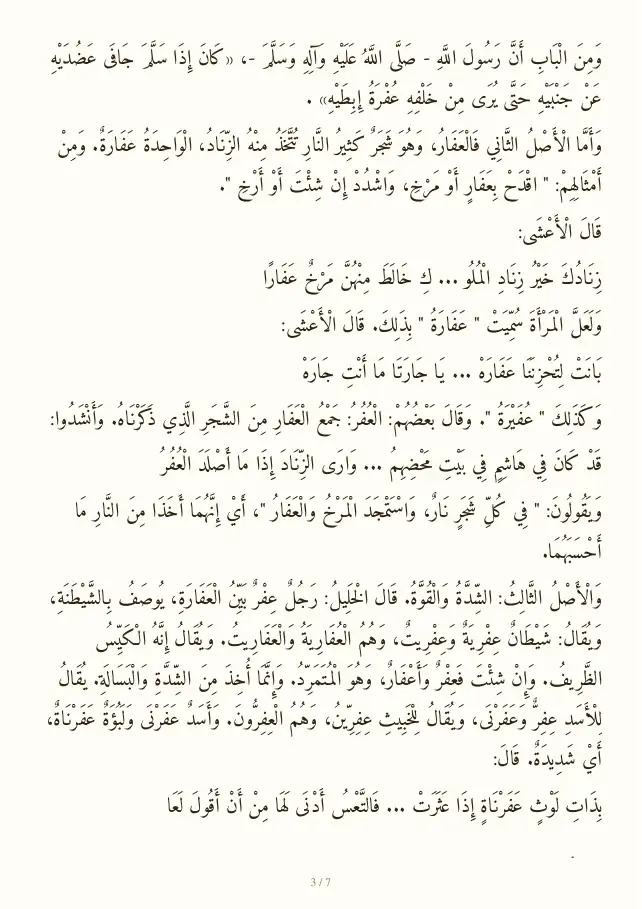 وَمِنَ الْبَابِ أَنَّ رَسُولَ اللَّهِ - صَلَّى اللَّهُ عَلَيْهِ وَآلِهِ وَسَلَّمَ -، «كَانَ إِذَا سَلَّمَ جَافَى عَضُدَيْهِ
عَنْ جَنْبَيْهِ حَتَّى يُرَى مِنْ خَلْفِهِ عُفْرَةُ إِبِطَيْهِ» .
وَأَمَّا الْأَصْلُ الثَّانِي فَالْعَفَارُ، وَهُوَ شَجَرٌ كَثِيرُ النَّارِ تُتَّخَذُ مِنْهُ الزِّنَادُ، الْوَاحِدَةُ عَفَارَةٌ. وَمِنْ
أَمْثَالِهِمْ: " اقْدَحْ بِعَفَارٍ أَوْ مَرْخٍ، وَاشْدُدْ إِنْ شِئْتَ أَوْ أَرْخِ ".
قَالَ الْأَعْشَى:
زِنَادُكَ خَيْرُ زِنَادِ الْمُلُو ... كِ خَالَطَ مِنْهُنَّ مَرْخٌ عَفَارًا
وَلَعَلَّ الْمَرْأَةَ سُمِّيَتْ " عَفَارَةُ " بِذَلِكَ. قَالَ الْأَعْشَى:
بَانَتْ لِتُحْزِنَنَا عَفَارَهْ ... يَا جَارَتَا مَا أَنْتِ جَارَهْ
وَكَذَلِكَ " عُفَيْرَةُ ". وَقَالَ بَعْضُهُمْ: الْعُفُرُ: جَمْعُ الْعَفَارِ مِنَ الشَّجَرِ الَّذِي ذَكَرْنَاهُ. وَأَنْشَدُوا:
قَدْ كَانَ فِي هَاشِمٍ فِي بَيْتِ مَحْضِهِمُ ... وَارَى الزِّنَادَ إِذَا مَا أَصْلَدَ الْعُفُرُ
وَيَقُولُونَ: " فِي كُلِّ شَجَرٍ نَارٌ، وَاسْتَمْجَدَ الْمَرْخُ وَالْعَفَارُ "، أَيْ إِنَّهُمَا أَخَذَا مِنَ النَّارِ مَا
أَحْسَبَهُمَا.
وَالْأَصْلُ الثَّالِثُ: الشِّدَّةُ وَالْقُوَّةُ. قَالَ الْخَلِيلُ: رَجُلٌ عِفْرٌ بَيِّنُ الْعَفَارَةِ، يُوصَفُ بِالشَّيْطَنَةِ،
وَيُقَالُ: شَيْطَانٌ عِفْرِيَةٌ وَعِفْرِيتٌ، وَهُمُ الْعَفَارِيَةُ وَالْعَفَارِيتُ. وَيُقَالُ إِنَّهُ الْكَيِّسُ
الظَّرِيفُ. وَإِنْ شِئْتَ فَعِفْرٌ وَأَعْفَارٌ، وَهُوَ الْمُتَمَرِّدُ. وَإِنَّمَا أُخِذَ مِنَ الشِّدَّةِ وَالْبَسَالَةِ. يُقَالُ
لِلْأَسَدِ عِفِرٌّ وَعَفَرْنَى، وَيُقَالُ لِلْخَبِيثِ عِفِرِّينُ، وَهُمُ الْعِفِرُّونَ. وَأَسَدٌ عَفَرْنَى وَلَبُؤَةٌ عَفَرْنَاةٌ،
أَيْ شَدِيدَةٌ. قَالَ:
بِذَاتِ لَوْثٍ عَفَرْنَاةٍ إِذَا عَثَرَتْ ... فَالتَّعْسُ أَدْنَى لَهَا مِنْ أَنْ أَقُولَ لَعَا
3 / 7